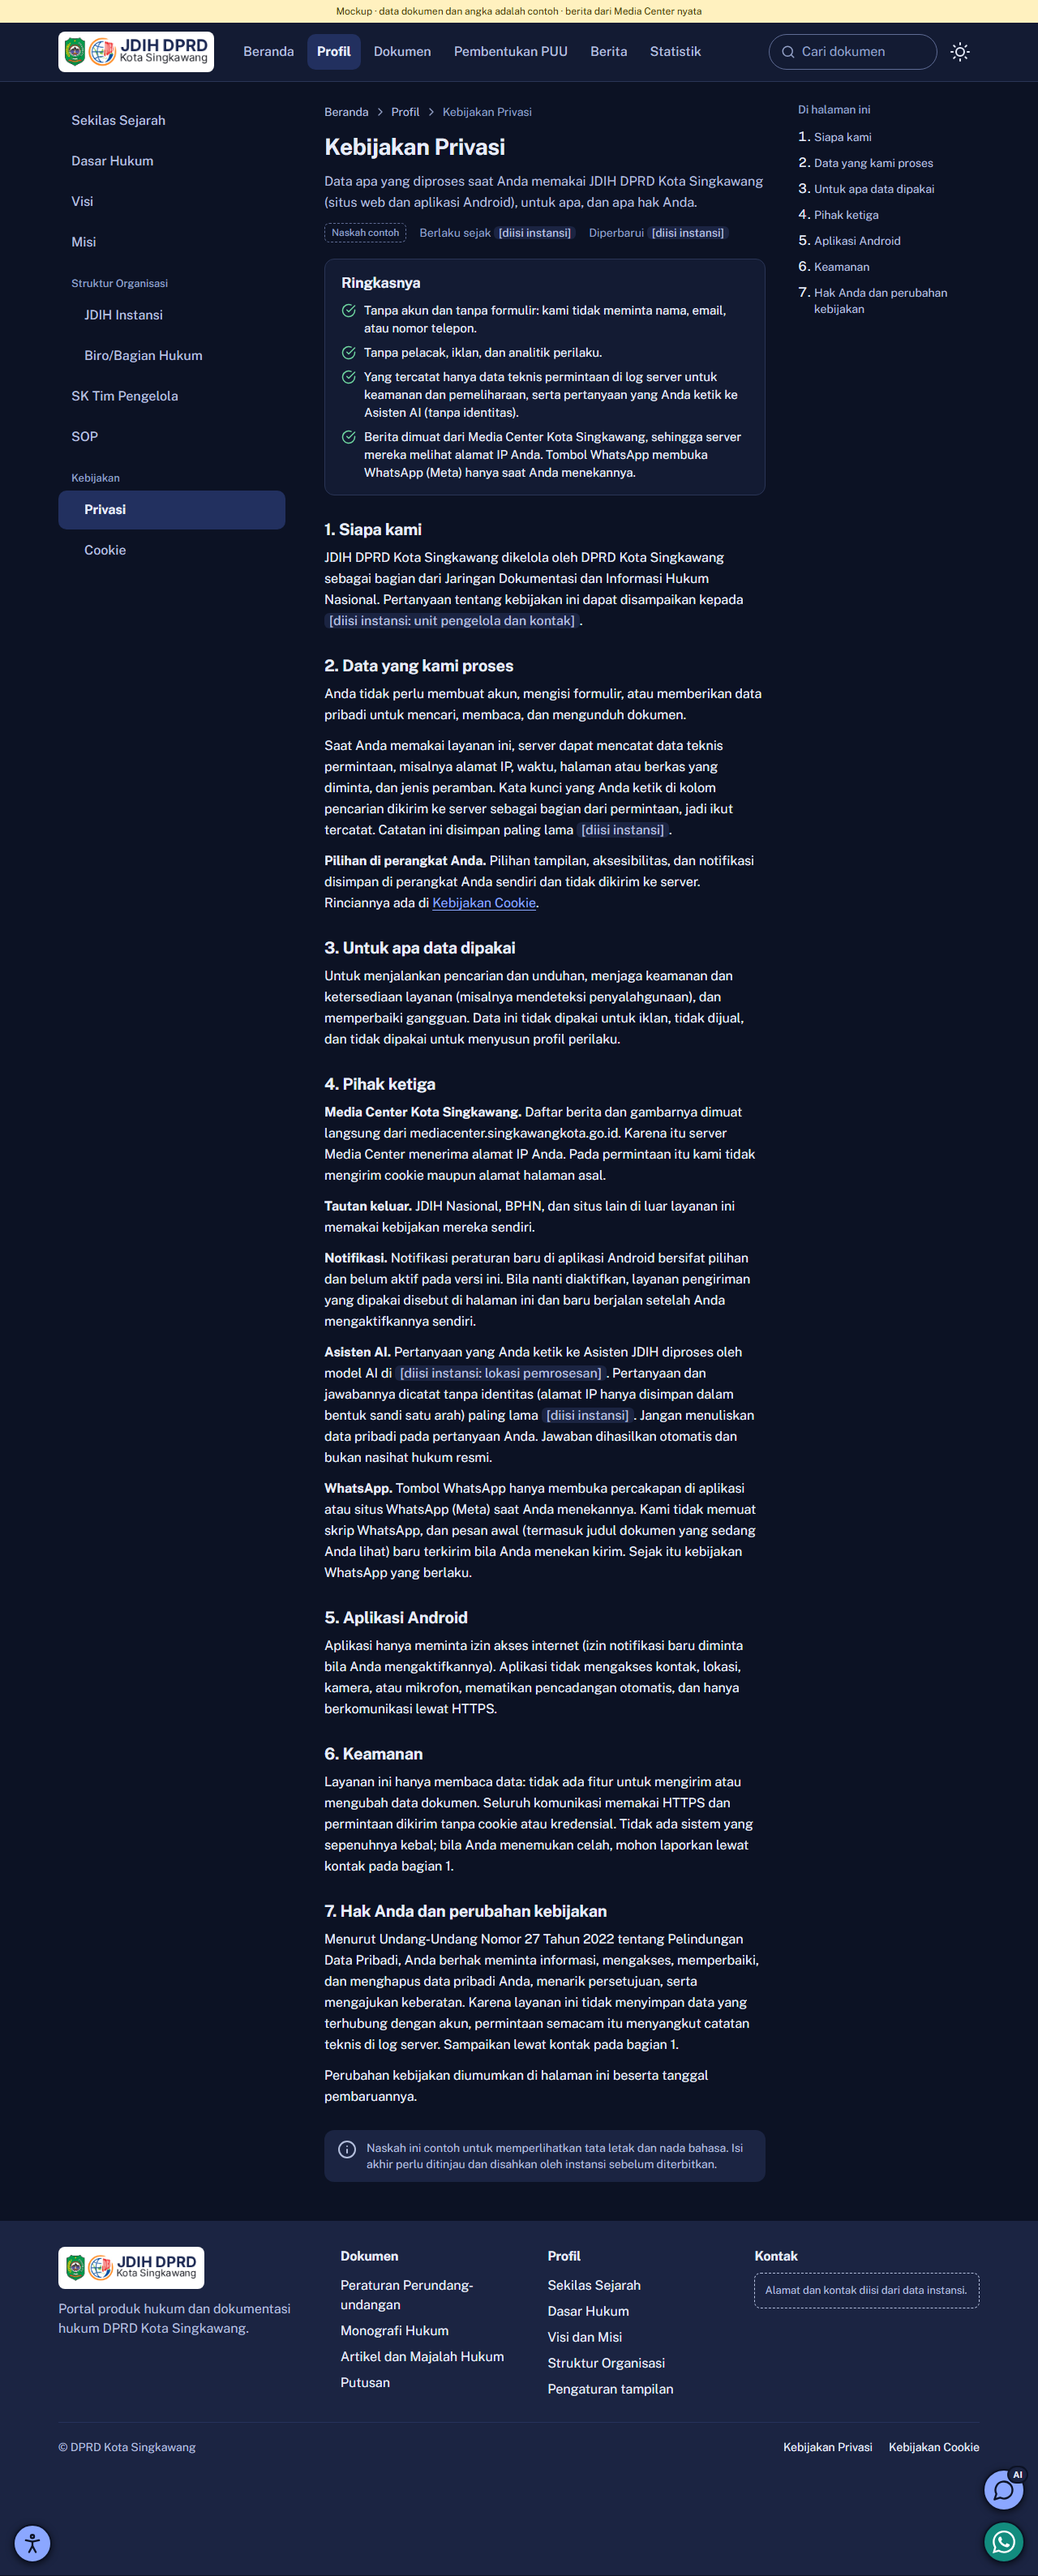 Mockup · data dokumen dan angka adalah contoh · berita dari Media Center nyata
JDIH DPRD
Kota Singkawang
Beranda
Profil
Dokumen
Pembentukan PUU
Berita
Statistik
Cari dokumen
Sekilas Sejarah
Dasar Hukum
Visi
Misi
Struktur Organisasi
JDIH Instansi
Biro/Bagian Hukum
SK Tim Pengelola
SOP
Kebijakan
Privasi
Cookie
Beranda > Profil > Kebijakan Privasi
Kebijakan Privasi
Data apa yang diproses saat Anda memakai JDIH DPRD Kota Singkawang
(situs web dan aplikasi Android), untuk apa, dan apa hak Anda.
Naskah contoh Berlaku sejak [diisi instansi] Diperbarui [diisi instansi]
Ringkasnya
Tanpa akun dan tanpa formulir: kami tidak meminta nama, email,
atau nomor telepon.
Tanpa pelacak, iklan, dan analitik perilaku.
Yang tercatat hanya data teknis permintaan di log server untuk
keamanan dan pemeliharaan, serta pertanyaan yang Anda ketik ke
Asisten AI (tanpa identitas).
Berita dimuat dari Media Center Kota Singkawang, sehingga server
mereka melihat alamat IP Anda. Tombol WhatsApp membuka
WhatsApp (Meta) hanya saat Anda menekannya.
1. Siapa kami
JDIH DPRD Kota Singkawang dikelola oleh DPRD Kota Singkawang
sebagai bagian dari Jaringan Dokumentasi dan Informasi Hukum
Nasional. Pertanyaan tentang kebijakan ini dapat disampaikan kepada
[diisi instansi: unit pengelola dan kontak].
2. Data yang kami proses
Anda tidak perlu membuat akun, mengisi formulir, atau memberikan data
pribadi untuk mencari, membaca, dan mengunduh dokumen.
Saat Anda memakai layanan ini, server dapat mencatat data teknis
permintaan, misalnya alamat IP, waktu, halaman atau berkas yang
diminta, dan jenis peramban. Kata kunci yang Anda ketik di kolom
pencarian dikirim ke server sebagai bagian dari permintaan, jadi ikut
tercatat. Catatan ini disimpan paling lama [diisi instansi].
Pilihan di perangkat Anda. Pilihan tampilan, aksesibilitas, dan notifikasi
disimpan di perangkat Anda sendiri dan tidak dikirim ke server.
Rinciannya ada di Kebijakan Cookie.
3. Untuk apa data dipakai
Untuk menjalankan pencarian dan unduhan, menjaga keamanan dan
ketersediaan layanan (misalnya mendeteksi penyalahgunaan), dan
memperbaiki gangguan. Data ini tidak dipakai untuk iklan, tidak dijual,
dan tidak dipakai untuk menyusun profil perilaku.
4. Pihak ketiga
Media Center Kota Singkawang. Daftar berita dan gambarnya dimuat
langsung dari mediacenter.singkawangkota.go.id. Karena itu server
Media Center menerima alamat IP Anda. Pada permintaan itu kami tidak
mengirim cookie maupun alamat halaman asal.
Tautan keluar. JDIH Nasional, BPHN, dan situs lain di luar layanan ini
memakai kebijakan mereka sendiri.
Notifikasi. Notifikasi peraturan baru di aplikasi Android bersifat pilihan
dan belum aktif pada versi ini. Bila nanti diaktifkan, layanan pengiriman
yang dipakai disebut di halaman ini dan baru berjalan setelah Anda
mengaktifkannya sendiri.
Asisten AI. Pertanyaan yang Anda ketik ke Asisten JDIH diproses oleh
model AI di [diisi instansi: lokasi pemrosesan]. Pertanyaan dan
jawabannya dicatat tanpa identitas (alamat IP hanya disimpan dalam
bentuk sandi satu arah) paling lama [diisi instansi]. Jangan menuliskan
data pribadi pada pertanyaan Anda. Jawaban dihasilkan otomatis dan
bukan nasihat hukum resmi.
WhatsApp. Tombol WhatsApp hanya membuka percakapan di aplikasi
atau situs WhatsApp (Meta) saat Anda menekannya. Kami tidak memuat
skrip WhatsApp, dan pesan awal (termasuk judul dokumen yang sedang
Anda lihat) baru terkirim bila Anda menekan kirim. Sejak itu kebijakan
WhatsApp yang berlaku.
5. Aplikasi Android
Aplikasi hanya meminta izin akses internet (izin notifikasi baru diminta
bila Anda mengaktifkannya). Aplikasi tidak mengakses kontak, lokasi,
kamera, atau mikrofon, mematikan pencadangan otomatis, dan hanya
berkomunikasi lewat HTTPS.
6. Keamanan
Layanan ini hanya membaca data: tidak ada fitur untuk mengirim atau
mengubah data dokumen. Seluruh komunikasi memakai HTTPS dan
permintaan dikirim tanpa cookie atau kredensial. Tidak ada sistem yang
sepenuhnya kebal; bila Anda menemukan celah, mohon laporkan lewat
kontak pada bagian 1.
7. Hak Anda dan perubahan kebijakan
Menurut Undang-Undang Nomor 27 Tahun 2022 tentang Pelindungan
Data Pribadi, Anda berhak meminta informasi, mengakses, memperbaiki,
dan menghapus data pribadi Anda, menarik persetujuan, serta
mengajukan keberatan. Karena layanan ini tidak menyimpan data yang
terhubung dengan akun, permintaan semacam itu menyangkut catatan
teknis di log server. Sampaikan lewat kontak pada bagian 1.
Perubahan kebijakan diumumkan di halaman ini beserta tanggal
pembaruannya.
Naskah ini contoh untuk memperlihatkan tata letak dan nada bahasa. Isi
akhir perlu ditinjau dan disahkan oleh instansi sebelum diterbitkan.
Di halaman ini
1. Siapa kami
2. Data yang kami proses
3. Untuk apa data dipakai
4. Pihak ketiga
5. Aplikasi Android
6. Keamanan
7. Hak Anda dan perubahan
kebijakan
JDIH DPRD
Kota Singkawang
Portal produk hukum dan dokumentasi
hukum DPRD Kota Singkawang.
Dokumen
Peraturan Perundang-
undangan
Monografi Hukum
Artikel dan Majalah Hukum
Putusan
Profil
Sekilas Sejarah
Dasar Hukum
Visi dan Misi
Struktur Organisasi
Pengaturan tampilan
Kontak
Alamat dan kontak diisi dari data instansi.
© DPRD Kota Singkawang
Kebijakan Privasi
Kebijakan Cookie
AI